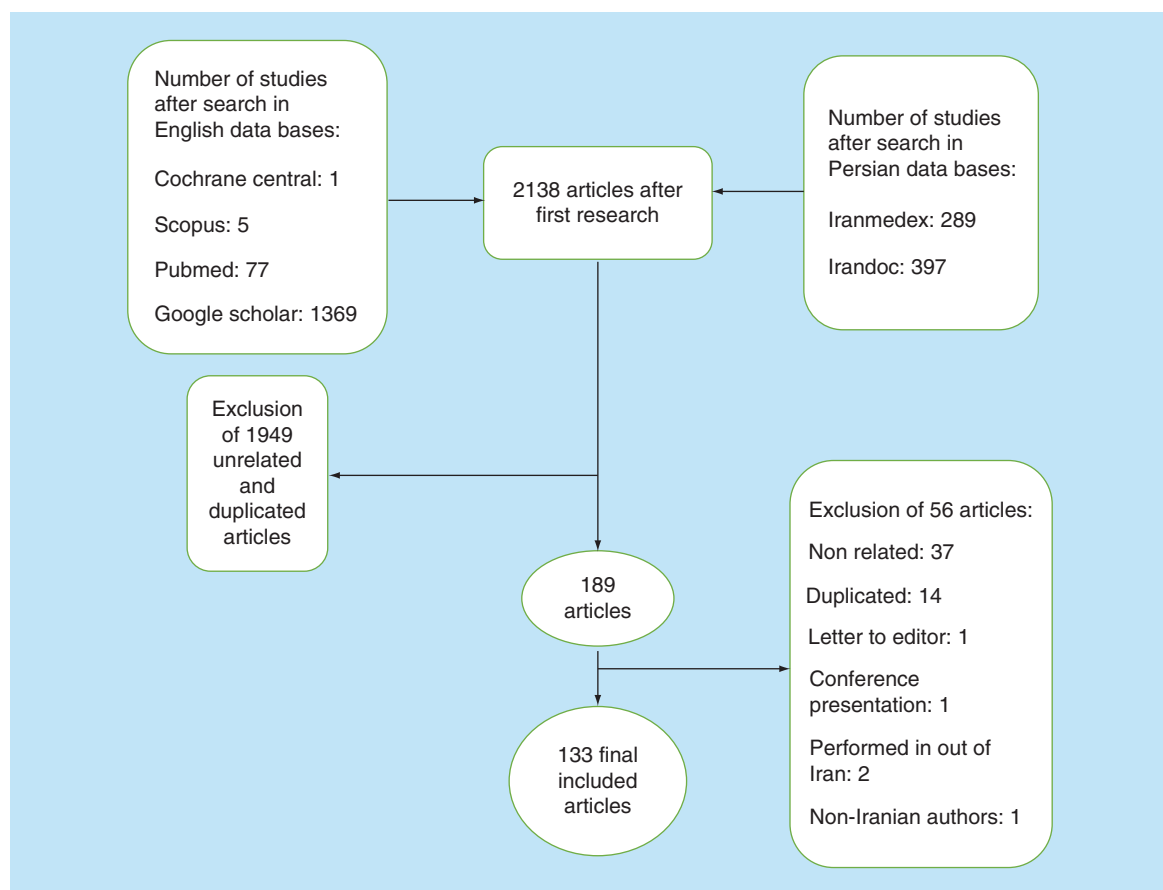 Number of studies
after search in
English data bases:
Cochrane central: 1
Scopus: 5
Pubmed: 77
Google scholar: 1369
2138 articles after
first research
Number of studies
after search in
Persian data bases:
Iranmedex: 289
Irandoc: 397
Exclusion
of 1949
unrelated
and
duplicated
articles
189
articles
Exclusion of 56 articles:
Non related: 37
Duplicated: 14
Letter to editor: 1
Conference
presentation: 1
Performed in out of
Iran: 2
Non-Iranian authors: 1
133 final
included
articles